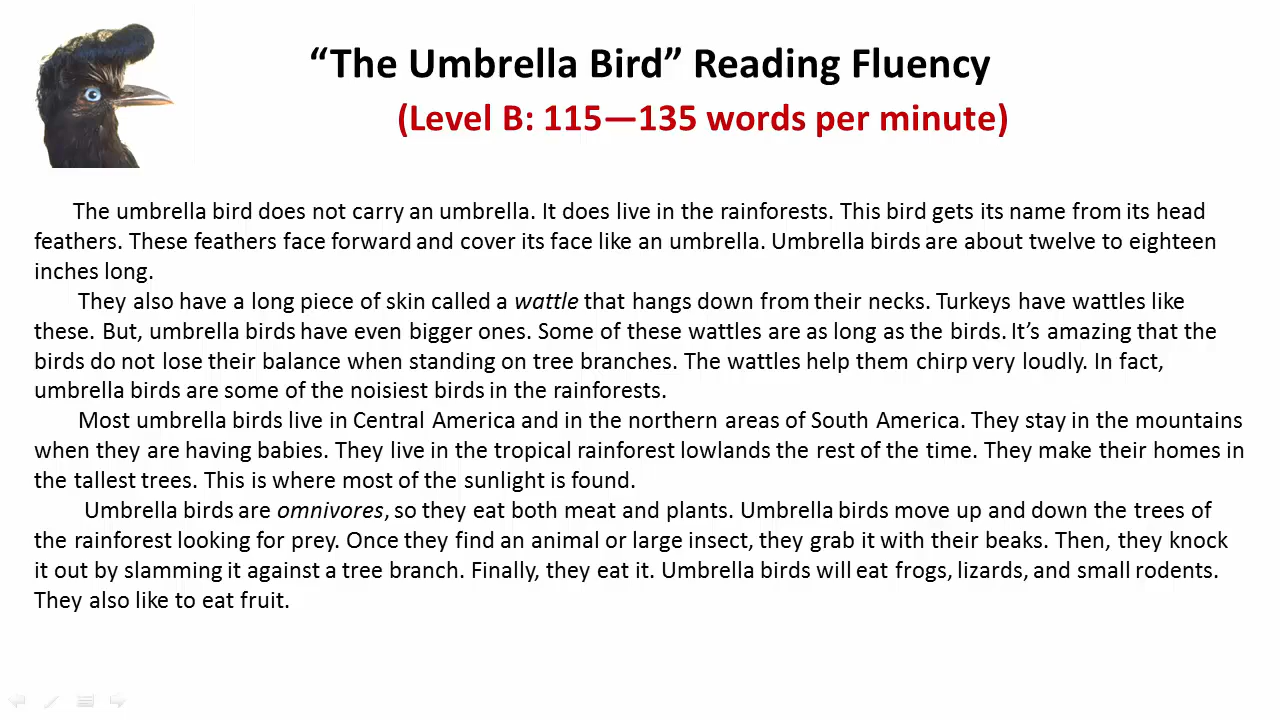 “The Umbrella Bird” Reading Fluency
(Level B: 115—135 words per minute)
The umbrella bird does not carry an umbrella. It does live in the rainforests. This bird gets its name from its head
feathers. These feathers face forward and cover its face like an umbrella. Umbrella birds are about twelve to eighteen
inches long.
They also have a long piece of skin called a wattle that hangs down from their necks. Turkeys have wattles like
these. But, umbrella birds have even bigger ones. Some of these wattles are as long as the birds. It’s amazing that the
birds do not lose their balance when standing on tree branches. The wattles help them chirp very loudly. In fact,
umbrella birds are some of the noisiest birds in the rainforests.
Most umbrella birds live in Central America and in the northern areas of South America. They stay in the mountains
when they are having babies. They live in the tropical rainforest lowlands the rest of the time. They make their homes in
the tallest trees. This is where most of the sunlight is found.
Umbrella birds are omnivores, so they eat both meat and plants. Umbrella birds move up and down the trees of
the rainforest looking for prey. Once they find an animal or large insect, they grab it with their beaks. Then, they knock
it out by slamming it against a tree branch. Finally, they eat it. Umbrella birds will eat frogs, lizards, and small rodents.
They also like to eat fruit.